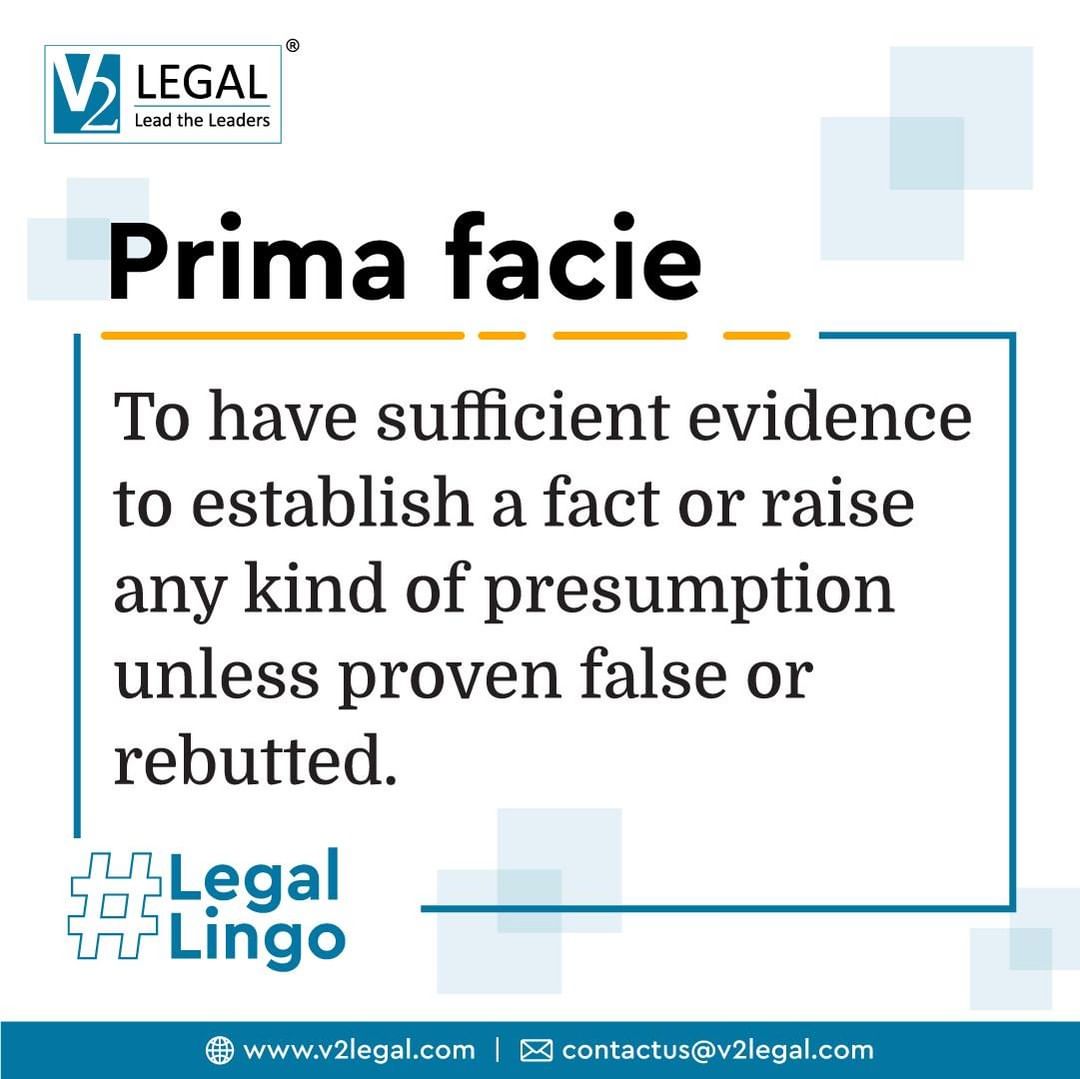 V2 LEGAL ®
Lead the Leaders
Prima facie
To have sufficient evidence
to establish a fact or raise
any kind of presumption
unless proven false or
rebutted.
#Legal
Lingo
www.v2legal.com | contactus@v2legal.com